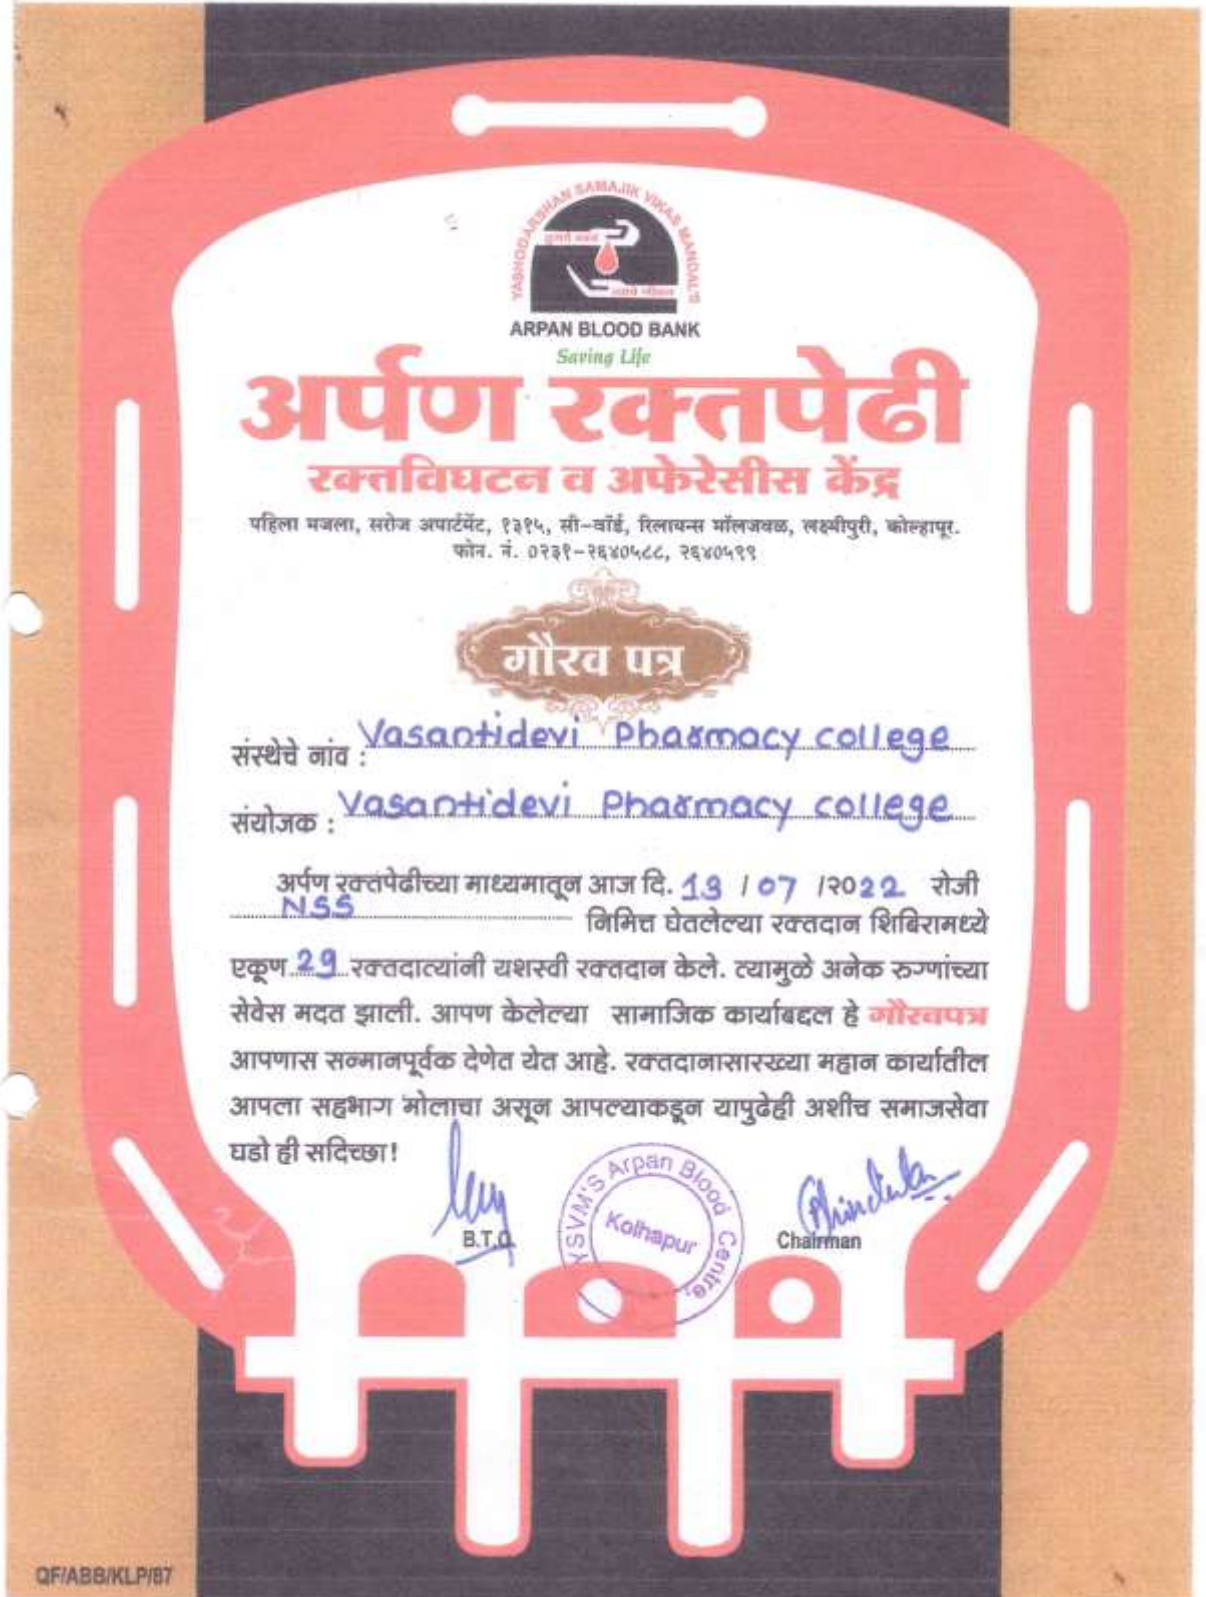 YASHODARSHAN SAMAJIK VIKAS MANDAL'S
ARPAN BLOOD BANK
Saving Life
अर्पण रक्तपेढी
रक्तविघटन व अफेरेसीस केंद्र
पहिला मजला, सरोज अपार्टमेंट, १३१५, सी-वॉर्ड, रिलायन्स मॉलजवळ, लक्ष्मीपुरी, कोल्हापूर.
फोन. नं. ०२३१-२६४०५८८, २६४०५९९
गौरव पत्र
संस्थेचे नांव : Vasantidevi Pharmacy college
संयोजक : Vasantidevi Pharmacy college
अर्पण रक्तपेढीच्या माध्यमातून आज दि. 13 / 07 /२०22 रोजी
NSS निमित्त घेतलेल्या रक्तदान शिबिरामध्ये
एकूण 29 रक्तदात्यांनी यशस्वी रक्तदान केले. त्यामुळे अनेक रुग्णांच्या
सेवेस मदत झाली. आपण केलेल्या सामाजिक कार्याबद्दल हे गौरवपत्र
आपणास सन्मानपूर्वक देणेत येत आहे. रक्तदानासारख्या महान कार्यातील
आपला सहभाग मोलाचा असून आपल्याकडून यापुढेही अशीच समाजसेवा
घडो ही सदिच्छा!
B.T.O.
YSVM'S Arpan Blood Centre,
Kolhapur
Chairman
QF/ABB/KLP/87